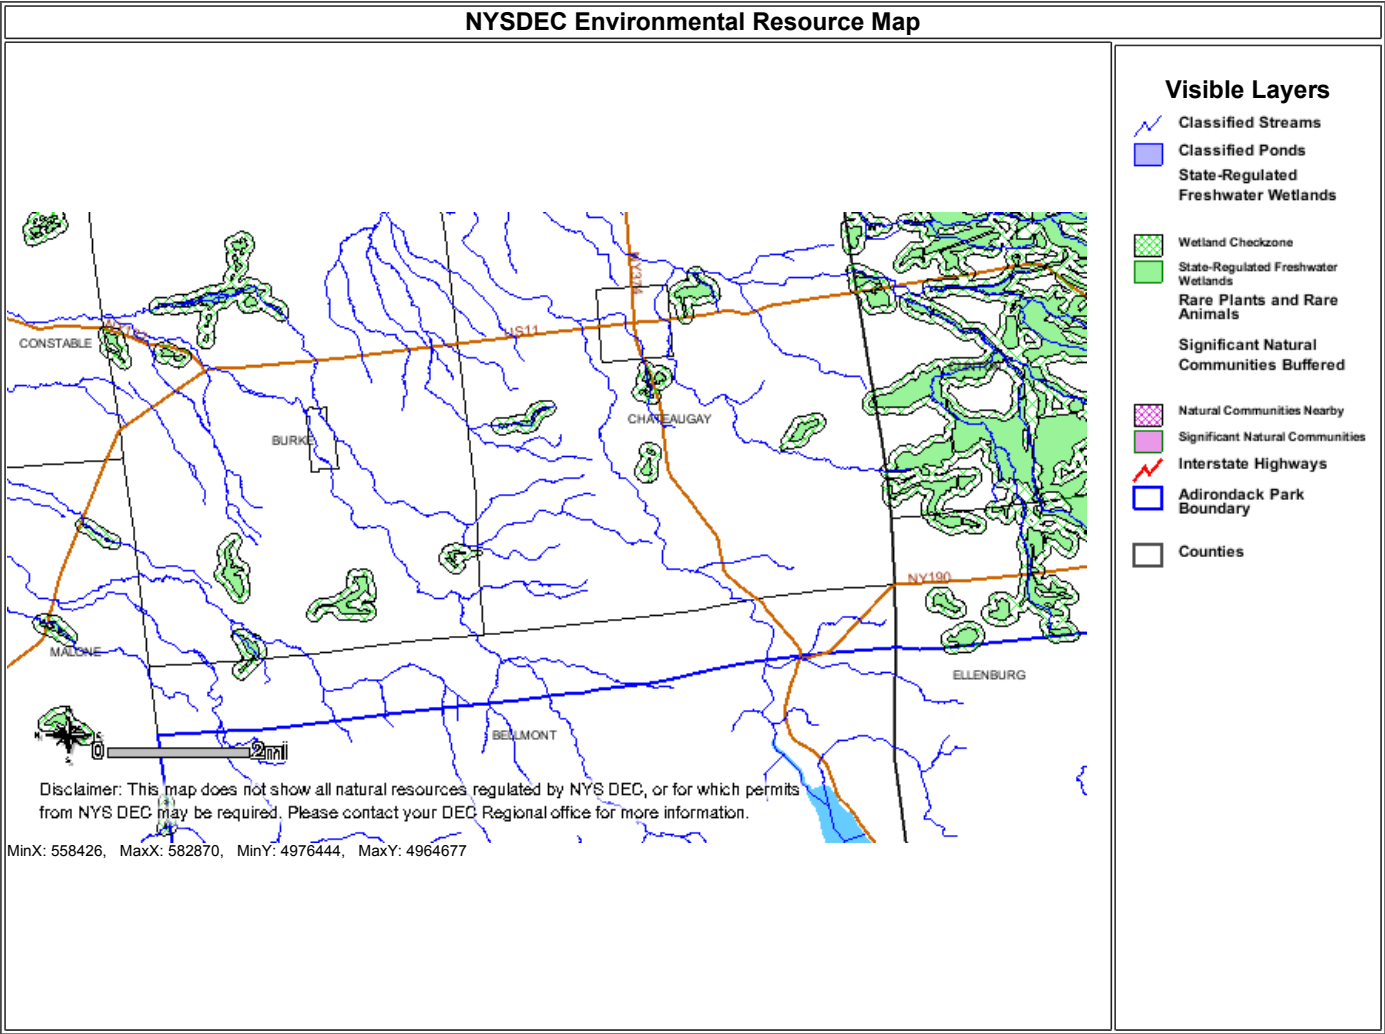 NYSDEC Environmental Resource Map
Visible Layers
Classified Streams
Classified Ponds
State-Regulated
Freshwater Wetlands
Wetland Checkzone
State-Regulated Freshwater
Wetlands
Rare Plants and Rare
Animals
Significant Natural
Communities Buffered
Natural Communities Nearby
Significant Natural Communities
Interstate Highways
Adirondack Park
Boundary
Counties
NY374
US11
CONSTABLE
CLINTON
CHATEAUGAY
BURKE
NY190
MALONE
ELLENBURG
BELLMONT
0 2mi
Disclaimer: This map does not show all natural resources regulated by NYS DEC, or for which permits
from NYS DEC may be required. Please contact your DEC Regional office for more information.
MinX: 558426, MaxX: 582870, MinY: 4976444, MaxY: 4964677